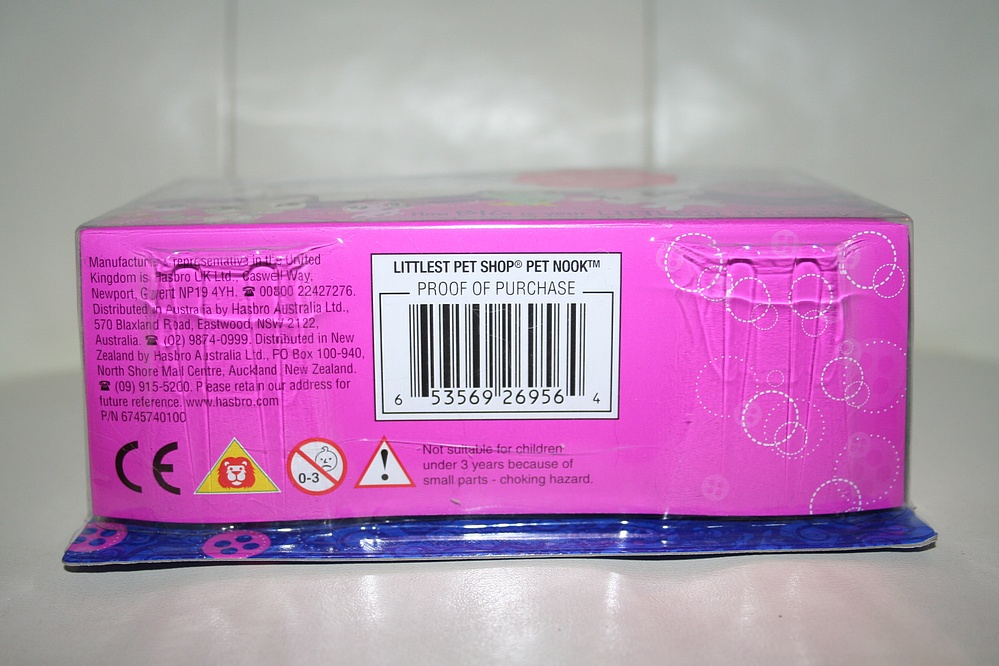 Manufacturer's representative in the United
Kingdom is Hasbro UK Ltd., Caswell Way,
Newport, Gwent NP19 4YH. ☎ 00800 22427276.
Distributed in Australia by Hasbro Australia Ltd.,
570 Blaxland Road, Eastwood, NSW 2122,
Australia. ☎ (02) 9874-0999. Distributed in New
Zealand by Hasbro Australia Ltd., PO Box 100-940,
North Shore Mail Centre, Auckland, New Zealand.
☎ (09) 915-5200. Please retain our address for
future reference. www.hasbro.com
P/N 6745740100
LITTLEST PET SHOP® PET NOOK™
PROOF OF PURCHASE
6 53569 26956 4
CE
0-3
!
Not suitable for children
under 3 years because of
small parts - choking hazard.